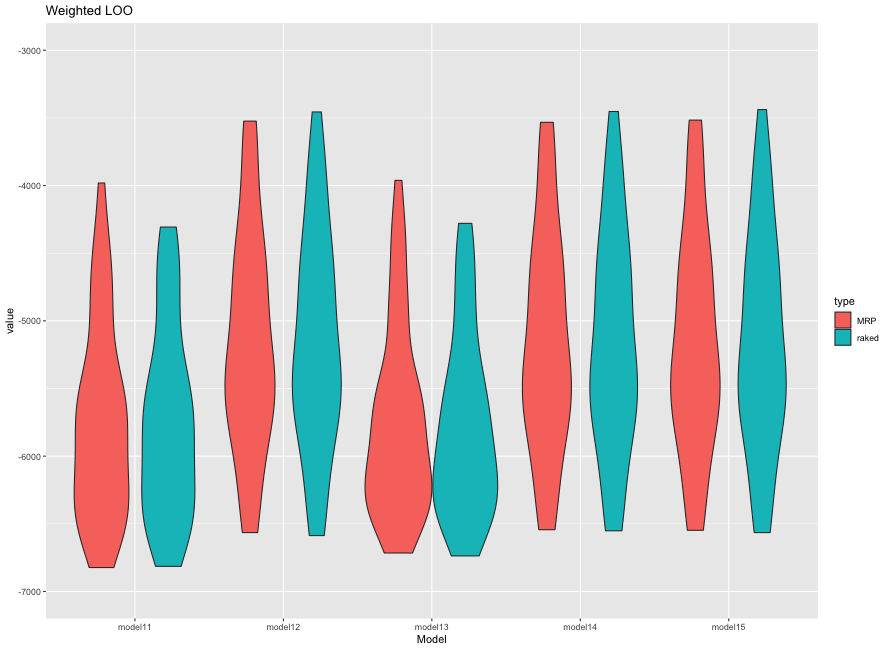 Weighted LOO
-3000
-4000
-5000
-6000
-7000
value
model11
model12
model13
model14
model15
Model
type
MRP
raked